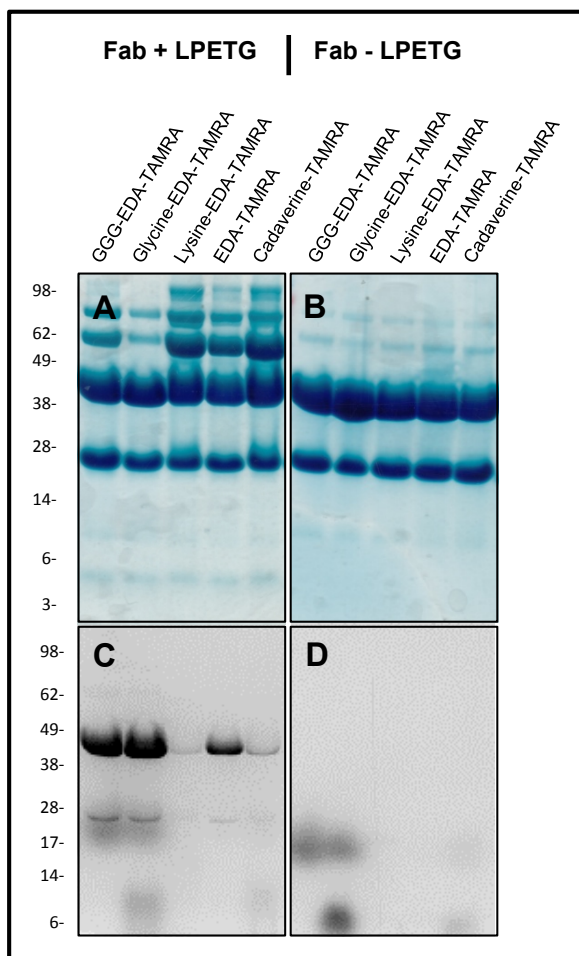 Fab + LPETG | Fab - LPETG
GGG-EDA-TAMRA
Glycine-EDA-TAMRA
Lysine-EDA-TAMRA
EDA-TAMRA
Cadaverine-TAMRA
GGG-EDA-TAMRA
Glycine-EDA-TAMRA
Lysine-EDA-TAMRA
EDA-TAMRA
Cadaverine-TAMRA
A
B
98-
62-
49-
38-
28-
14-
6-
3-
C
D
98-
62-
49-
38-
28-
17-
14-
6-